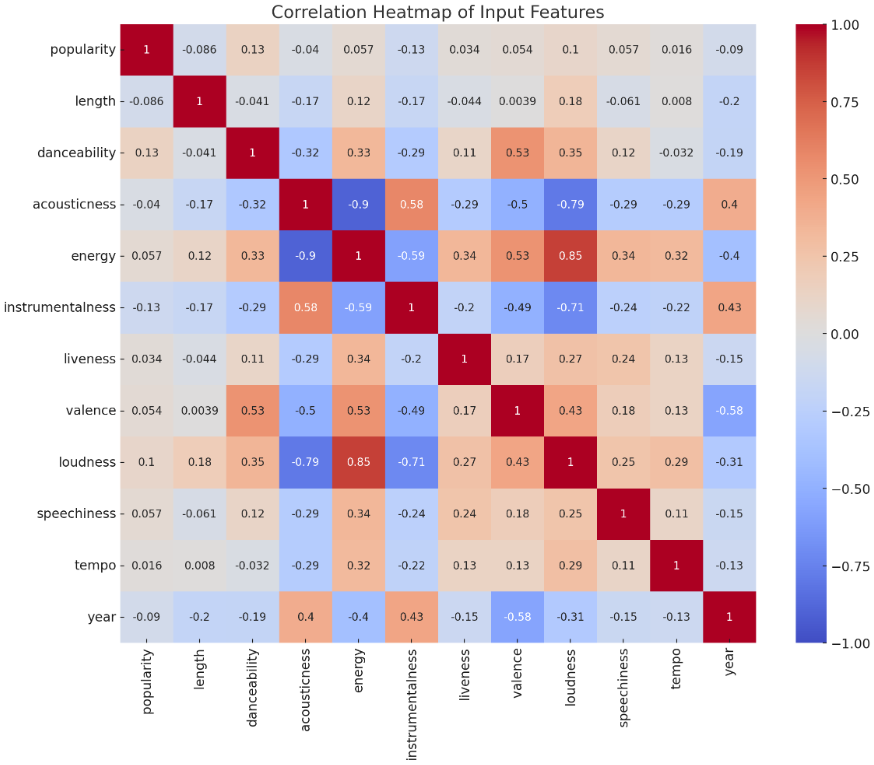 Correlation Heatmap of Input Features
popularity 1 -0.086 0.13 -0.04 0.057 -0.13 0.034 0.054 0.1 0.057 0.016 -0.09
length -0.086 1 -0.041 -0.17 0.12 -0.17 -0.044 0.0039 0.18 -0.061 0.008 -0.2
danceability 0.13 -0.041 1 -0.32 0.33 -0.29 0.11 0.53 0.35 0.12 -0.032 -0.19
acousticness -0.04 -0.17 -0.32 1 -0.9 0.58 -0.29 -0.5 -0.79 -0.29 -0.29 0.4
energy 0.057 0.12 0.33 -0.9 1 -0.59 0.34 0.53 0.85 0.34 0.32 -0.4
instrumentalness -0.13 -0.17 -0.29 0.58 -0.59 1 -0.2 -0.49 -0.71 -0.24 -0.22 0.43
liveness 0.034 -0.044 0.11 -0.29 0.34 -0.2 1 0.17 0.27 0.24 0.13 -0.15
valence 0.054 0.0039 0.53 -0.5 0.53 -0.49 0.17 1 0.43 0.18 0.13 -0.58
loudness 0.1 0.18 0.35 -0.79 0.85 -0.71 0.27 0.43 1 0.25 0.29 -0.31
speechiness 0.057 -0.061 0.12 -0.29 0.34 -0.24 0.24 0.18 0.25 1 0.11 -0.15
tempo 0.016 0.008 -0.032 -0.29 0.32 -0.22 0.13 0.13 0.29 0.11 1 -0.13
year -0.09 -0.2 -0.19 0.4 -0.4 0.43 -0.15 -0.58 -0.31 -0.15 -0.13 1
popularity
length
danceability
acousticness
energy
instrumentalness
liveness
valence
loudness
speechiness
tempo
year
1.00
0.75
0.50
0.25
0.00
−0.25
−0.50
−0.75
−1.00